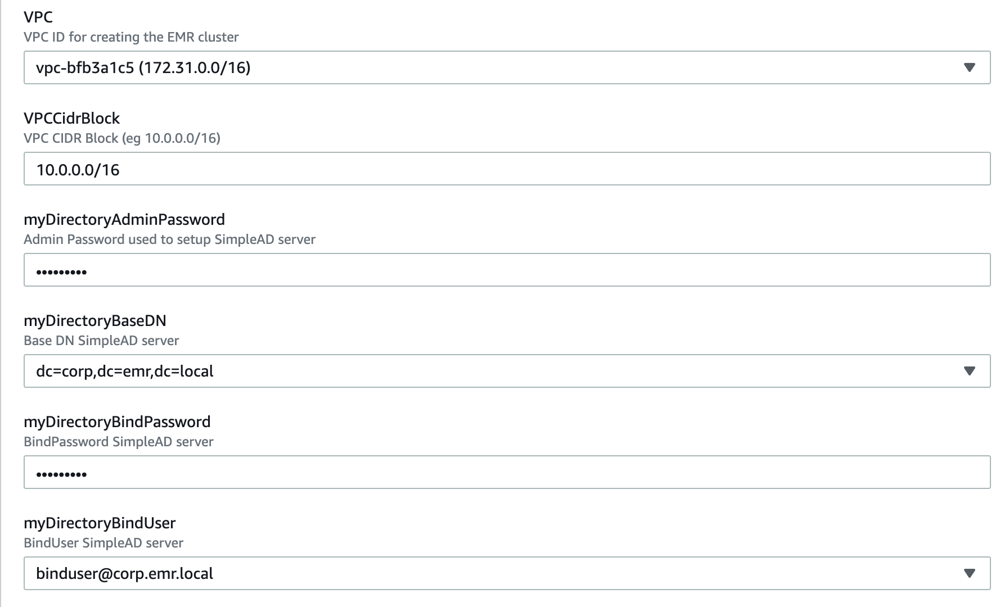 VPC
VPC ID for creating the EMR cluster
vpc-bfb3a1c5 (172.31.0.0/16)
VPCCidrBlock
VPC CIDR Block (eg 10.0.0.0/16)
10.0.0.0/16
myDirectoryAdminPassword
Admin Password used to setup SimpleAD server
•••••••••
myDirectoryBaseDN
Base DN SimpleAD server
dc=corp,dc=emr,dc=local
myDirectoryBindPassword
BindPassword SimpleAD server
•••••••••
myDirectoryBindUser
BindUser SimpleAD server
binduser@corp.emr.local